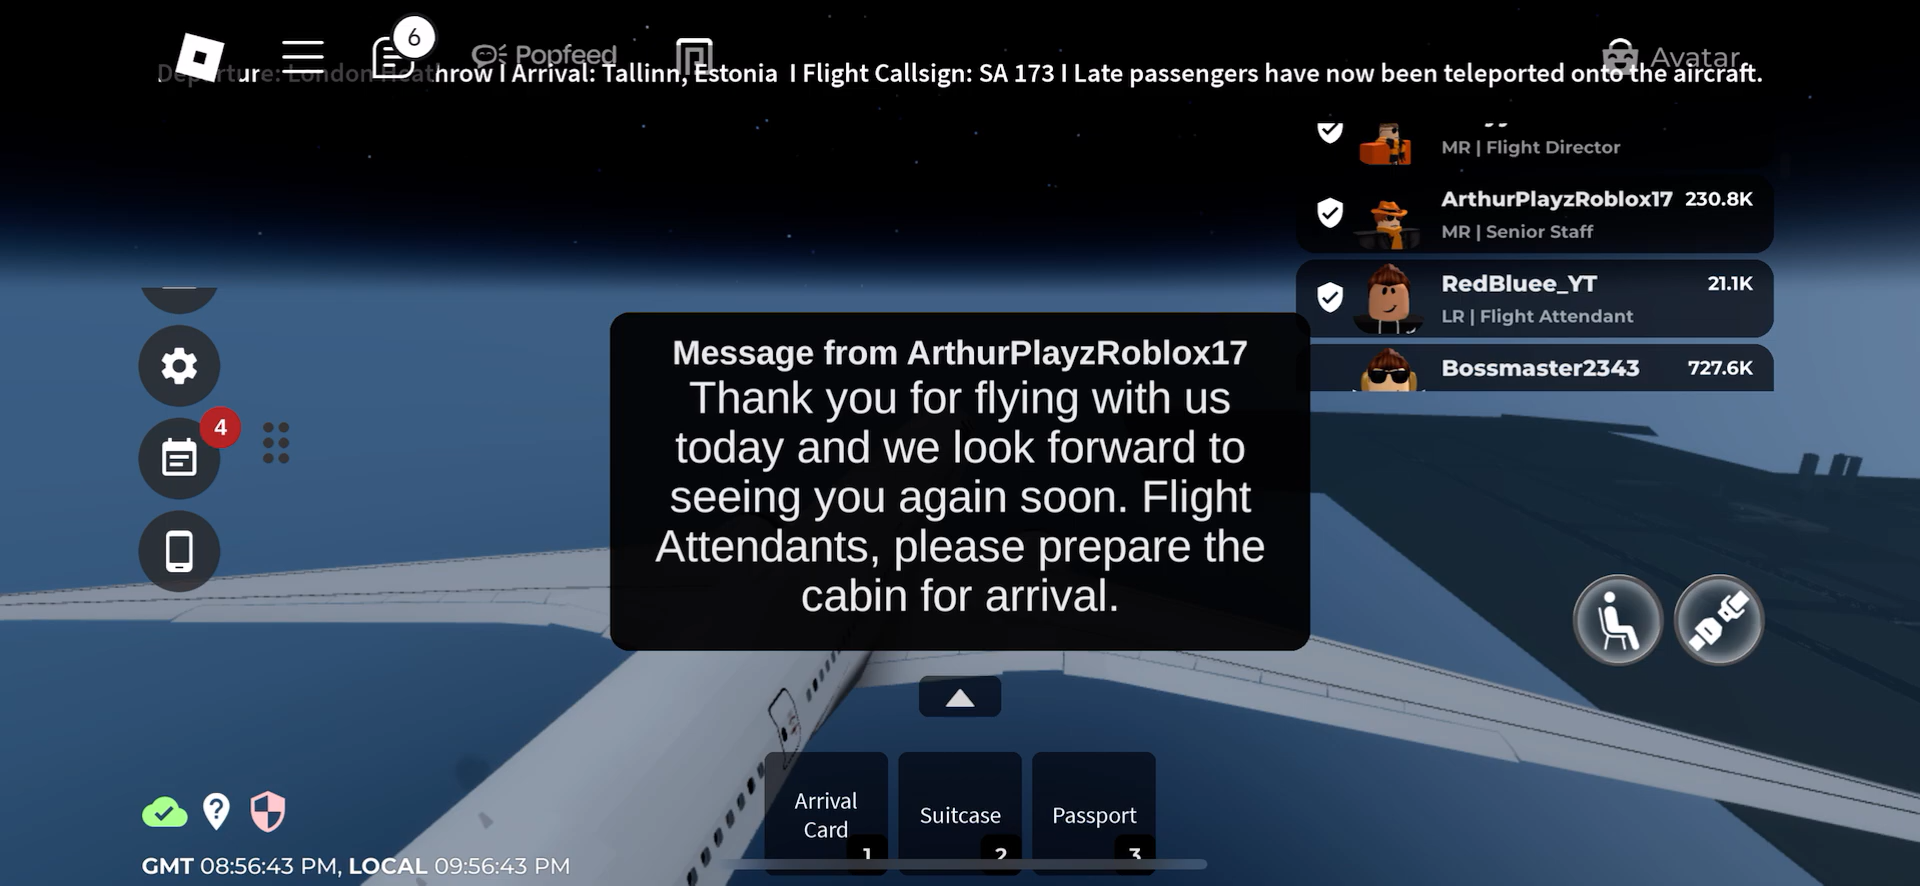 6
Popfeed
Avatar
Departure: London Heathrow I Arrival: Tallinn, Estonia I Flight Callsign: SA 173 I Late passengers have now been teleported onto the aircraft.
MR | Flight Director
ArthurPlayzRoblox17 230.8K
MR | Senior Staff
RedBluee_YT 21.1K
LR | Flight Attendant
Bossmaster2343 727.6K
Message from ArthurPlayzRoblox17
Thank you for flying with us
today and we look forward to
seeing you again soon. Flight
Attendants, please prepare the
cabin for arrival.
4
Arrival
Card
1
Suitcase
2
Passport
3
GMT 08:56:43 PM, LOCAL 09:56:43 PM